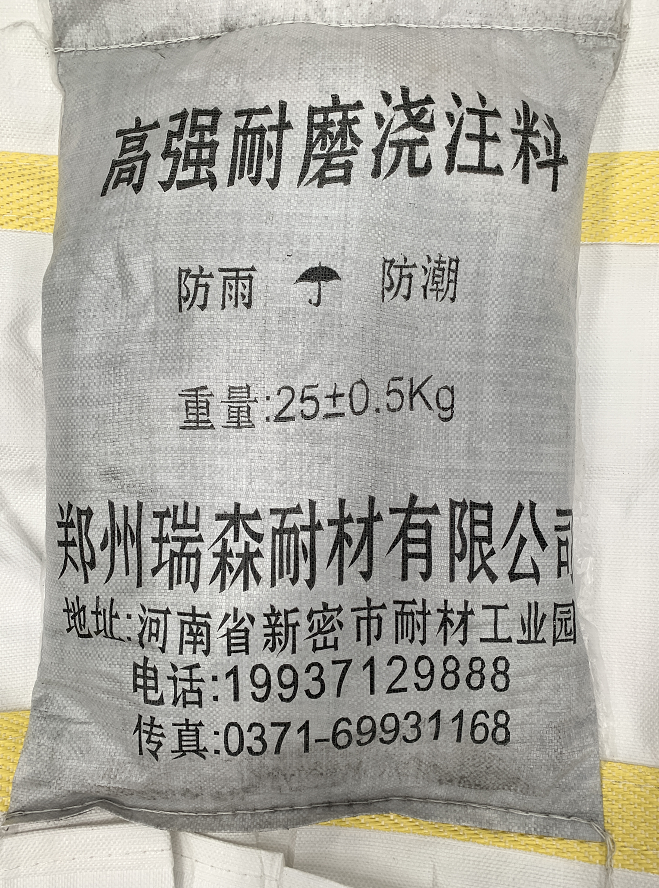 高强耐磨浇注料
防雨 防潮
重量:25±0.5Kg
郑州瑞森耐材有限公司
地址:河南省新密市耐材工业园
电话:19937129888
传真:0371-69931168